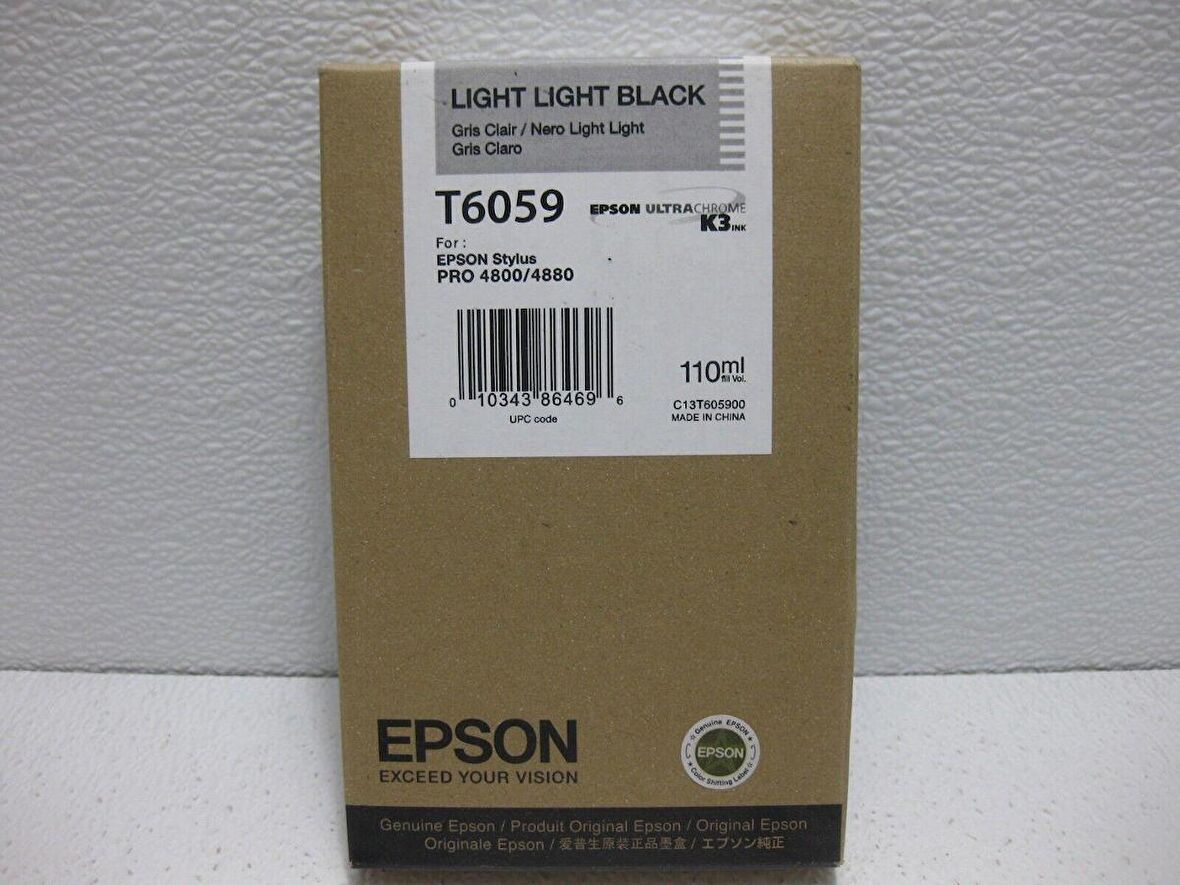 LIGHT LIGHT BLACK
Gris Clair / Nero Light Light
Gris Claro
T6059
EPSON ULTRACHROME
K3 INK
For :
EPSON Stylus
PRO 4800/4880
0 10343 86469 6
UPC code
110ml
fill Vol.
C13T605900
MADE IN CHINA
EPSON
EXCEED YOUR VISION
Genuine EPSON
EPSON
Color Shifting Label
Genuine Epson / Produit Original Epson / Original Epson
Originale Epson / 爱普生原装正品墨盒 / エプソン純正